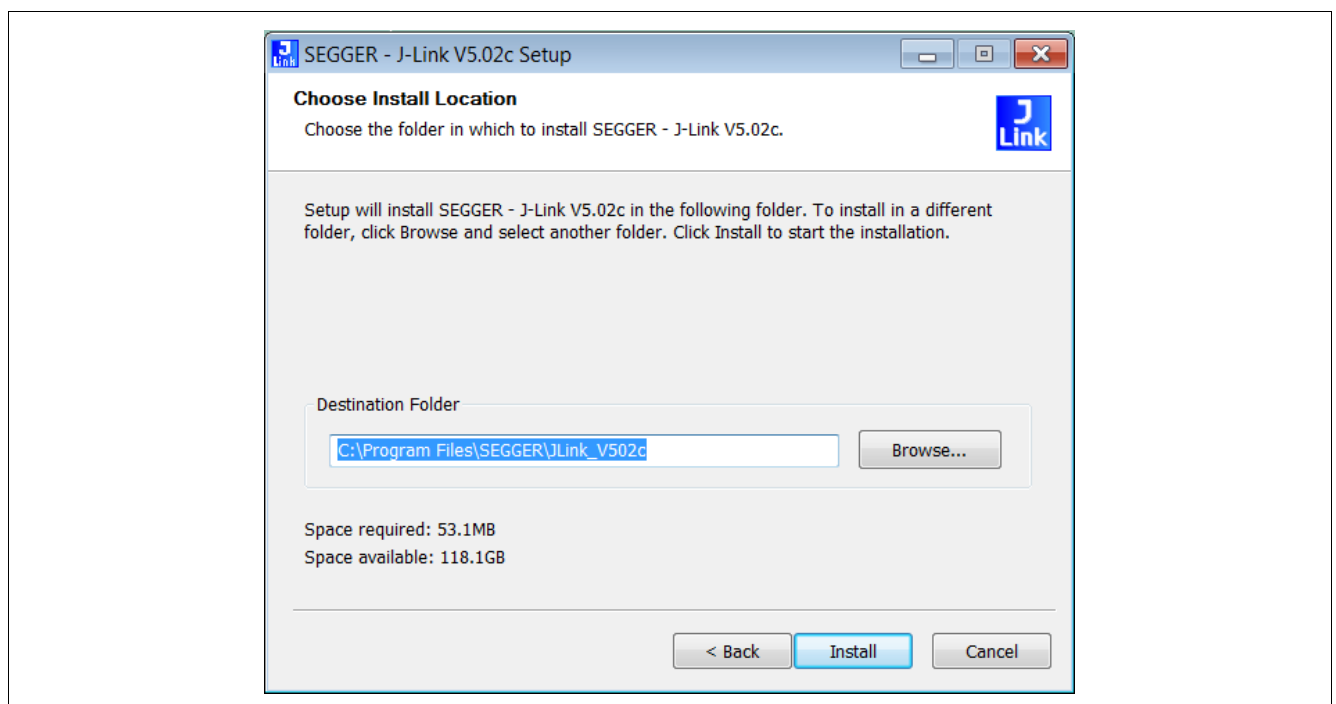 J
Link
SEGGER - J-Link V5.02c Setup
Choose Install Location
Choose the folder in which to install SEGGER - J-Link V5.02c.
J
Link
Setup will install SEGGER - J-Link V5.02c in the following folder. To install in a different
folder, click Browse and select another folder. Click Install to start the installation.
Destination Folder
C:\Program Files\SEGGER\JLink_V502c
Browse...
Space required: 53.1MB
Space available: 118.1GB
< Back
Install
Cancel